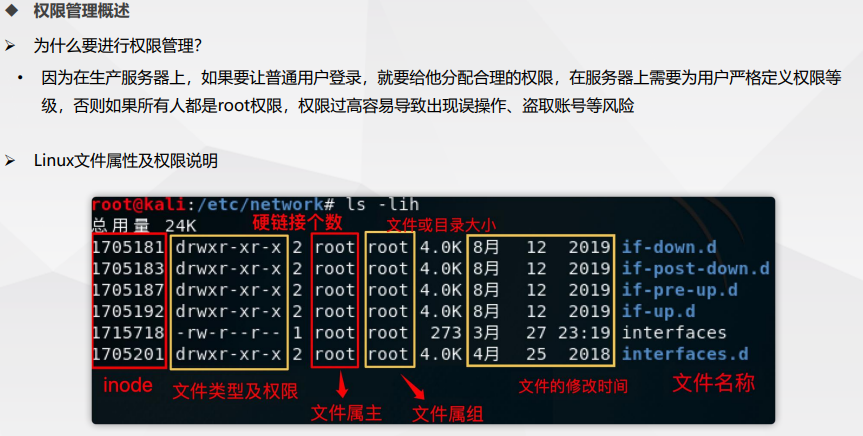 权限管理概述
为什么要进行权限管理？
因为在生产服务器上，如果要让普通用户登录，就要给他分配合理的权限，在服务器上需要为用户严格定义权限等
级，否则如果所有人都是root权限，权限过高容易导致出现误操作、盗取账号等风险
Linux文件属性及权限说明
root@kali:/etc/network# ls -lih
总用量 24K 硬链接个数 文件或目录大小
1705181 drwxr-xr-x 2 root root 4.0K 8月 12 2019 if-down.d
1705183 drwxr-xr-x 2 root root 4.0K 8月 12 2019 if-post-down.d
1705187 drwxr-xr-x 2 root root 4.0K 8月 12 2019 if-pre-up.d
1705192 drwxr-xr-x 2 root root 4.0K 8月 12 2019 if-up.d
1715718 -rw-r--r-- 1 root root 273 3月 27 23:19 interfaces
1705201 drwxr-xr-x 2 root root 4.0K 4月 25 2018 interfaces.d
inode 文件类型及权限 文件的修改时间 文件名称
文件属主 文件属组